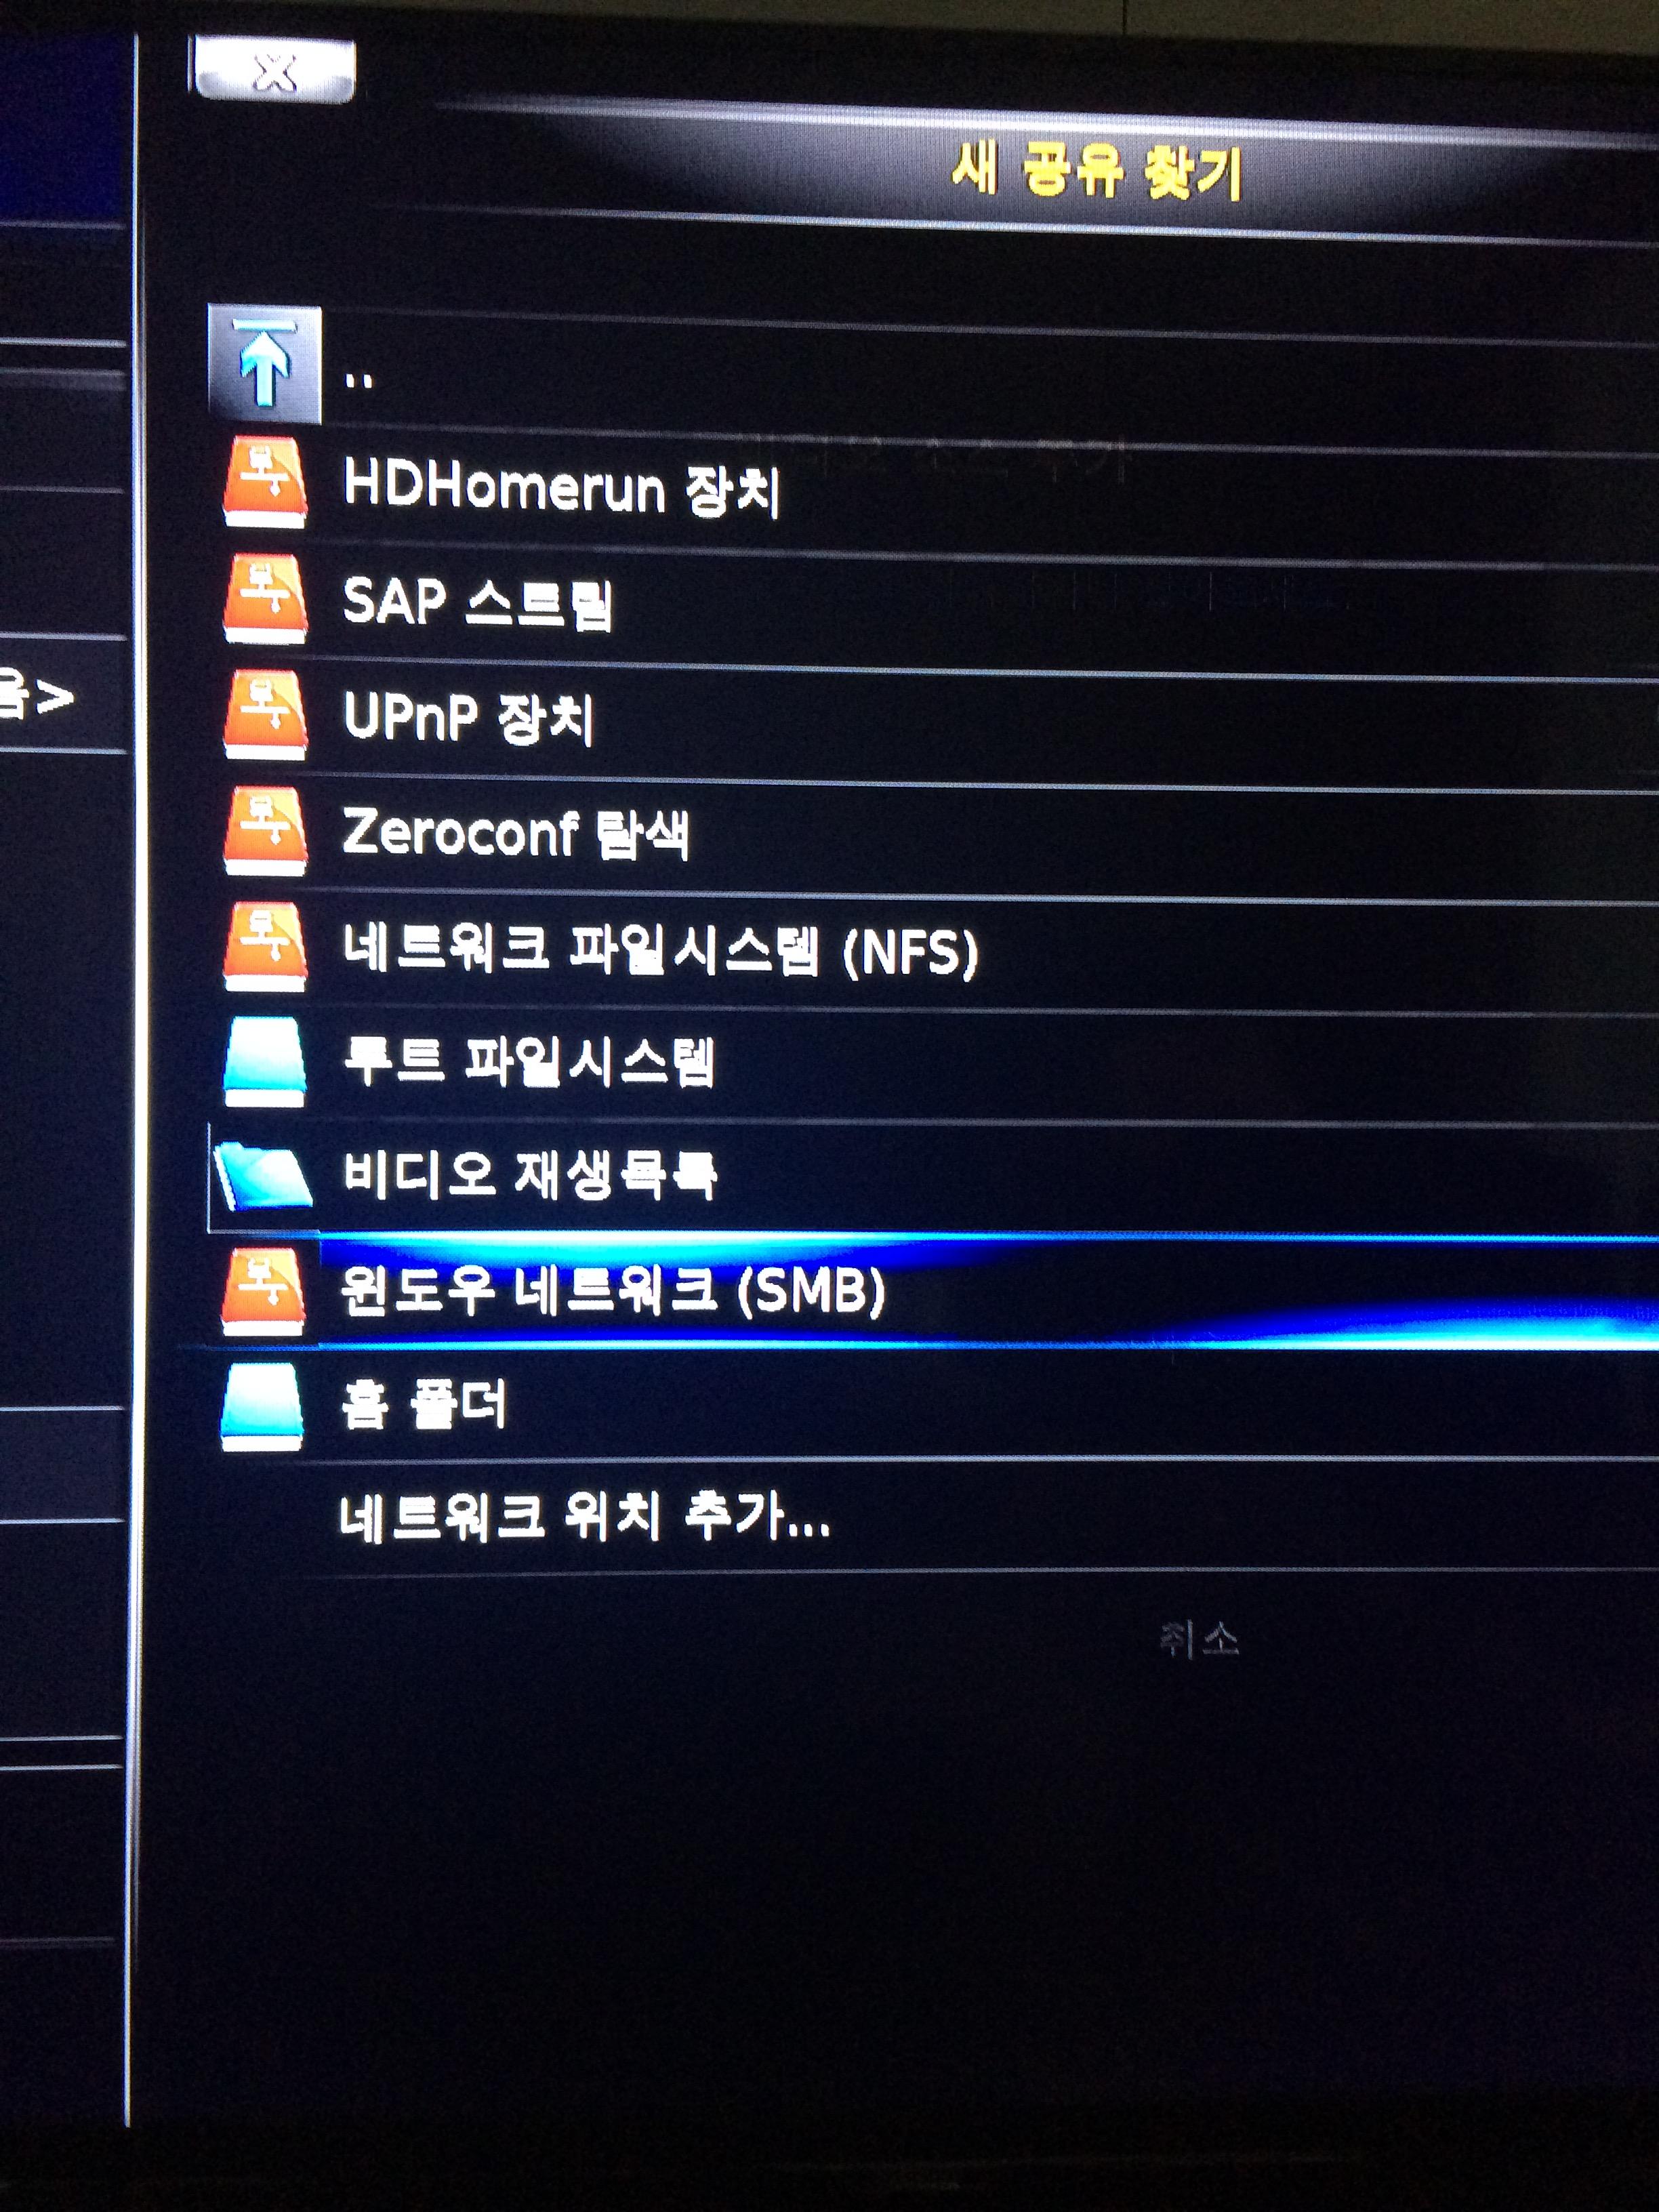 새 공유 찾기
..
HDHomerun 장치
SAP 스트림
UPnP 장치
Zeroconf 탐색
음>
네트워크 파일시스템 (NFS)
루트 파일시스템
비디오 재생목록
윈도우 네트워크 (SMB)
홈 폴더
네트워크 위치 추가...
취소